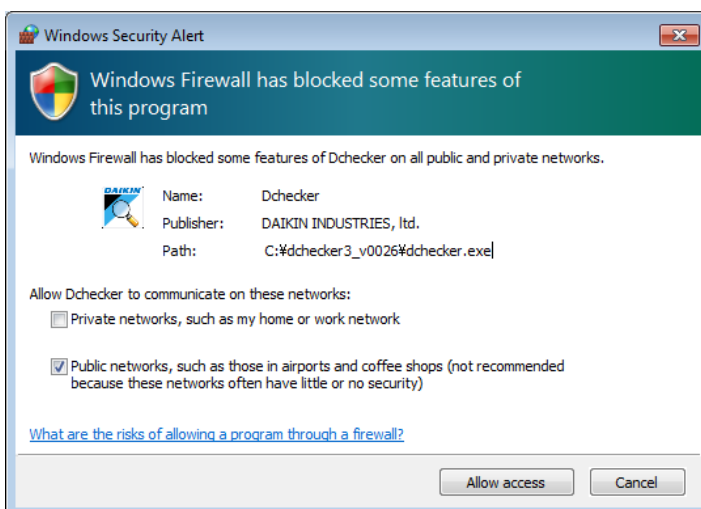 Windows Security Alert
Windows Firewall has blocked some features of
this program
Windows Firewall has blocked some features of Dchecker on all public and private networks.
DAIKIN
Name: Dchecker
Publisher: DAIKIN INDUSTRIES, ltd.
Path: C:¥dchecker3_v0026¥dchecker.exe
Allow Dchecker to communicate on these networks:
Private networks, such as my home or work network
Public networks, such as those in airports and coffee shops (not recommended
because these networks often have little or no security)
What are the risks of allowing a program through a firewall?
Allow access Cancel